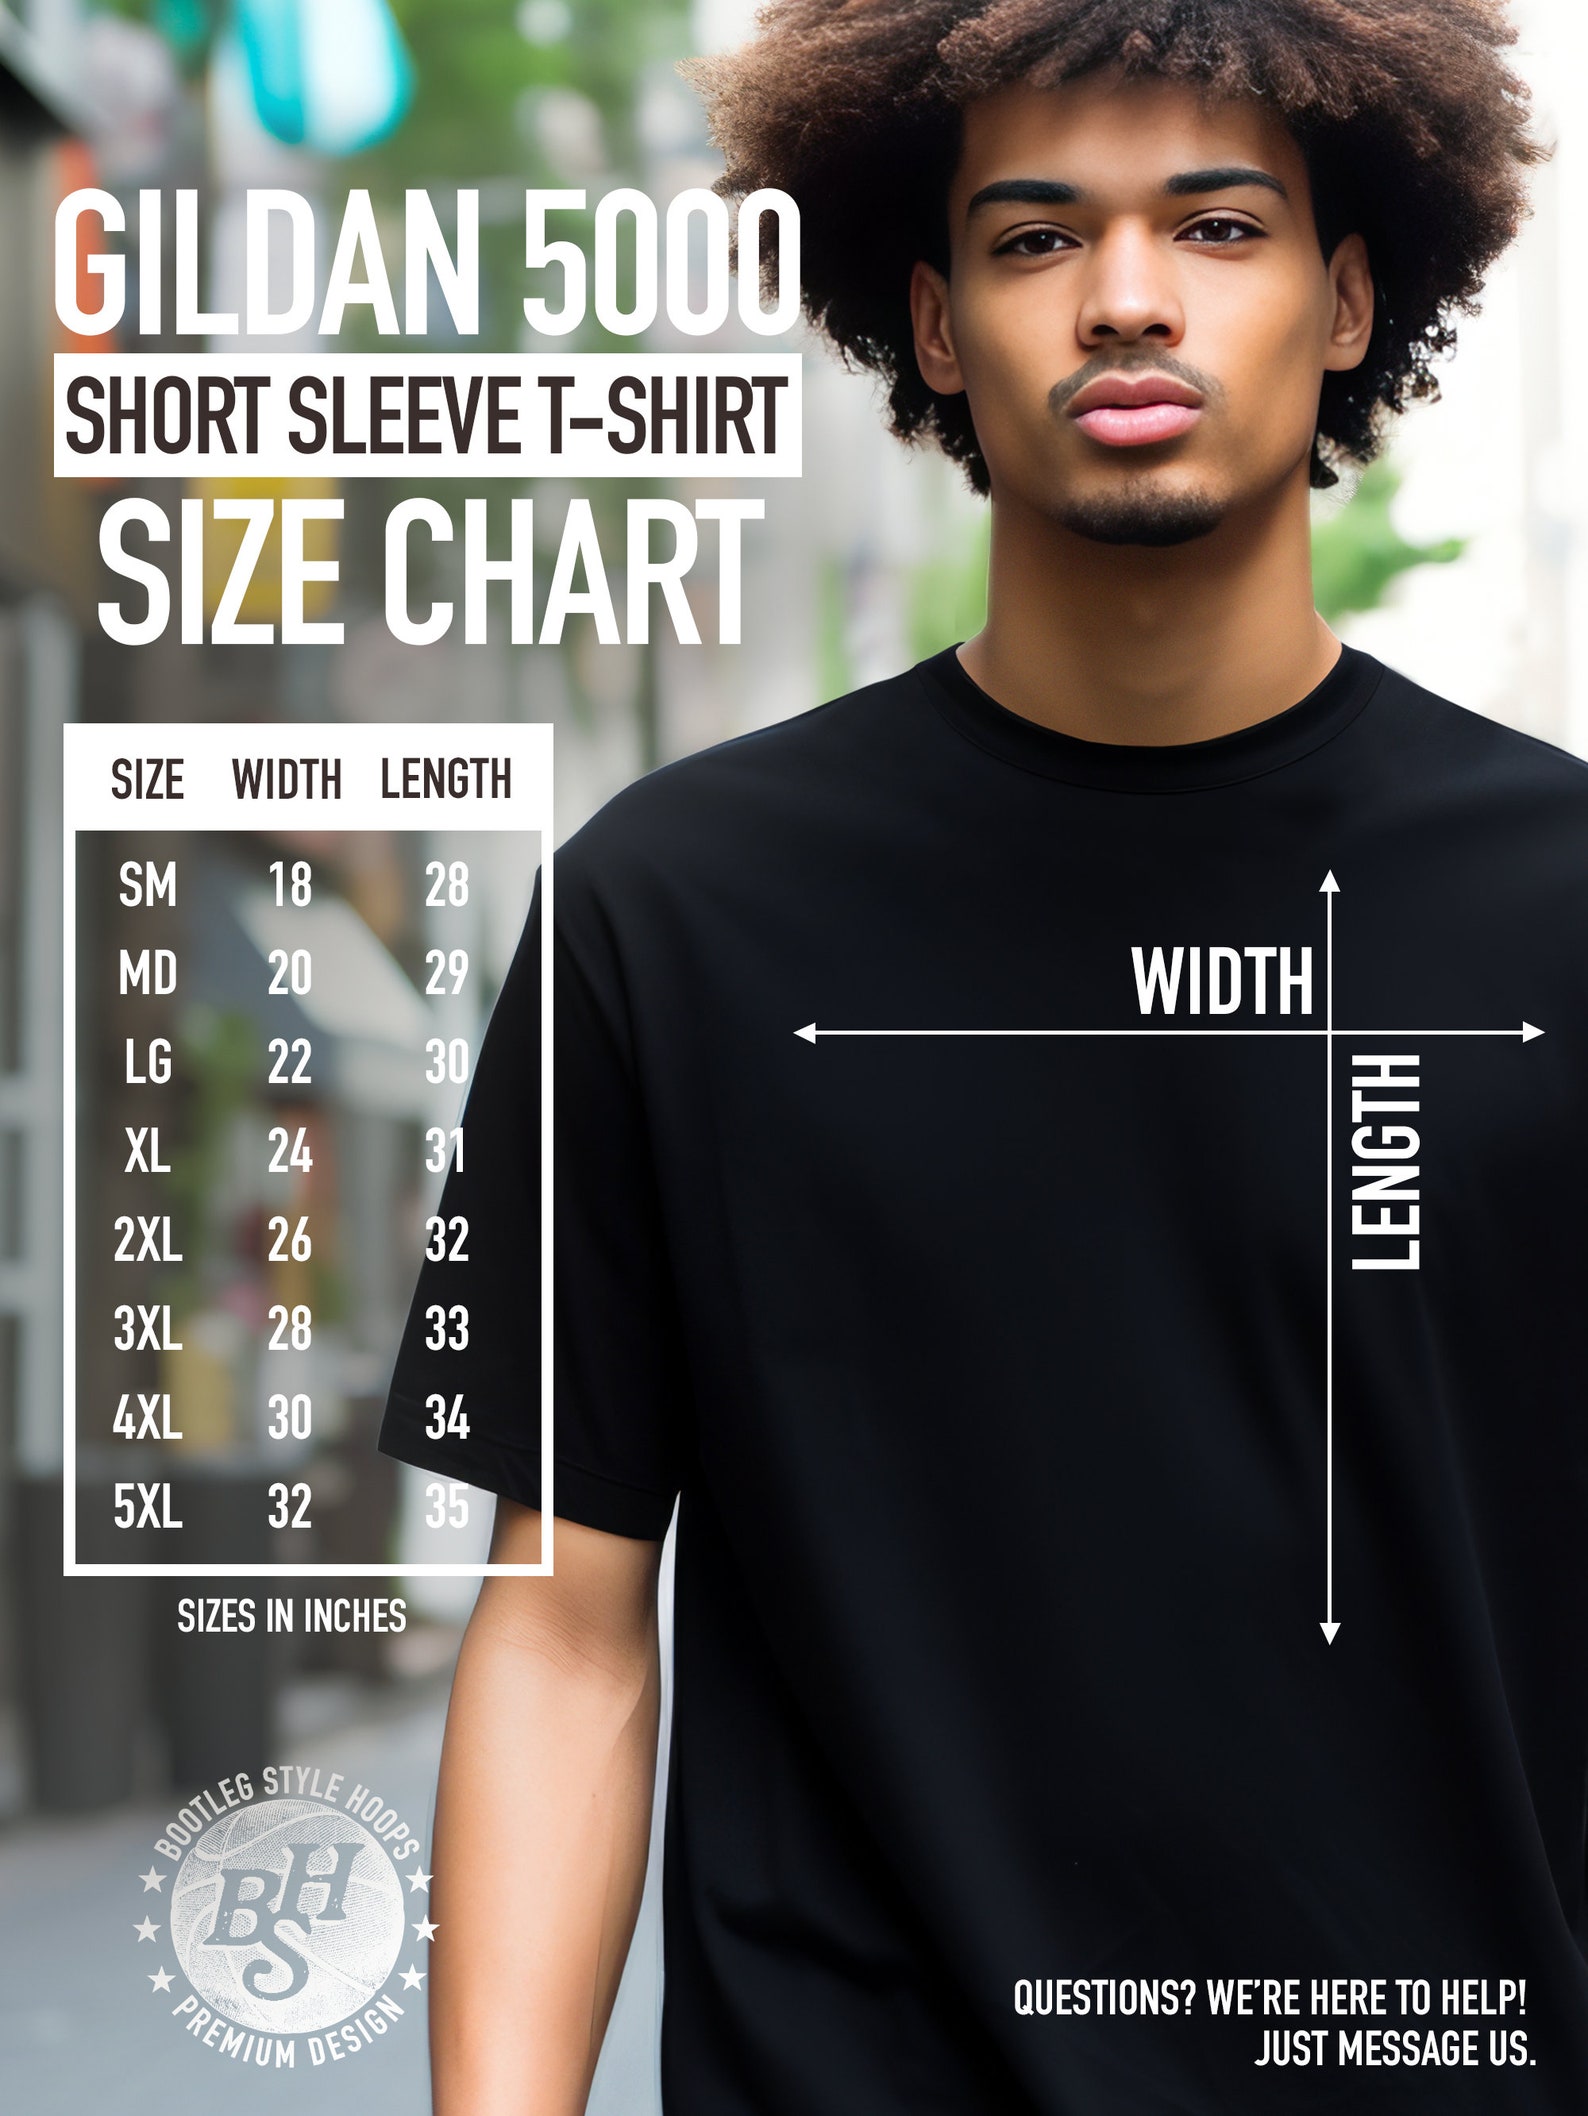 GILDAN 5000
SHORT SLEEVE T-SHIRT
SIZE CHART
SIZE WIDTH LENGTH
SM 18 28
MD 20 29
LG 22 30
XL 24 31
2XL 26 32
3XL 28 33
4XL 30 34
5XL 32 35
SIZES IN INCHES
WIDTH
LENGTH
BOOTLEG STYLE HOOPS
BHS
PREMIUM DESIGN
QUESTIONS? WE'RE HERE TO HELP!
JUST MESSAGE US.